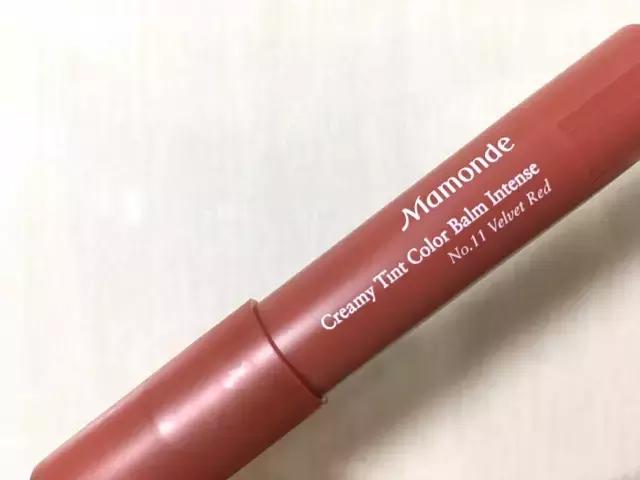 Mamonde
Creamy Tint Color Balm Intense
No.11 Velvet Red